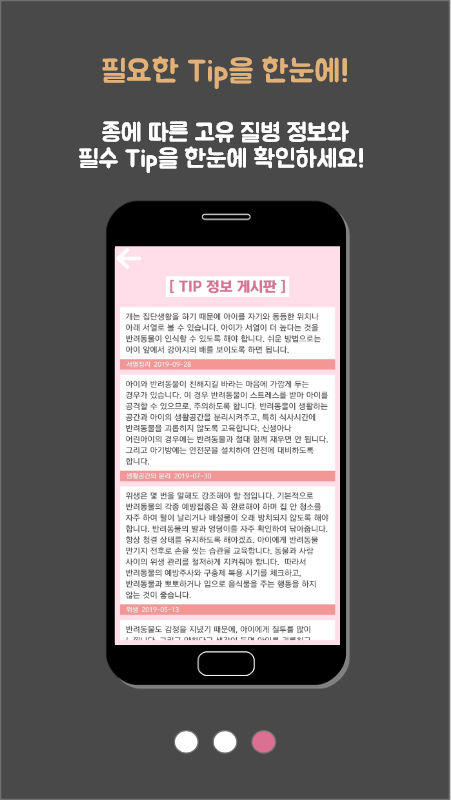 필요한 Tip을 한눈에!
종에 따른 고유 질병 정보와
필수 Tip을 한눈에 확인하세요!
[ TIP 정보 게시판 ]
개는 집단생활을 하기 때문에 아이를 자기와 동등한 위치나
아래 서열로 볼 수 있습니다. 아이가 서열이 더 높다는 것을
반려동물이 인식할 수 있도록 해야 합니다. 쉬운 방법으로는
아이 앞에서 강아지의 배를 보이도록 하면 됩니다.
서열정리 2019-09-28
아이와 반려동물이 친해지길 바라는 마음에 가깝게 두는
경우가 있습니다. 이 경우 반려동물이 스트레스를 받아 아이를
공격할 수 있으므로, 주의하도록 합니다. 반려동물이 생활하는
공간과 아이의 생활공간을 분리시켜주고, 특히 식사시간에
반려동물을 괴롭히지 않도록 교육합니다. 신생아나
어린아이의 경우에는 반려동물과 절대 함께 재우면 안 됩니다.
그리고 아기방에는 안전문을 설치하여 안전에 대비하도록
합니다.
생활공간의 분리 2019-07-30
위생은 몇 번을 말해도 강조해야 할 점입니다. 기본적으로
반려동물의 각종 예방접종은 꼭 완료해야 하며 집 안 청소를
자주 하여 털이 날리거나 배설물이 오래 방치되지 않도록 해야
합니다. 반려동물의 발과 엉덩이를 자주 확인하여 닦아줍니다.
항상 청결 상태를 유지하도록 해야겠죠. 아이에게 반려동물
만지기 전후로 손을 씻는 습관을 교육합니다. 동물과 사람
사이의 위생 관리를 철저하게 지켜줘야 합니다. 따라서
반려동물의 예방주사와 구충제 복용 시기를 체크하고,
반려동물과 뽀뽀하거나 입으로 음식물을 주는 행동을 하지
않는 것이 좋습니다.
위생 2019-05-13
반려동물도 감정을 지녔기 때문에, 아이에게 질투를 많이